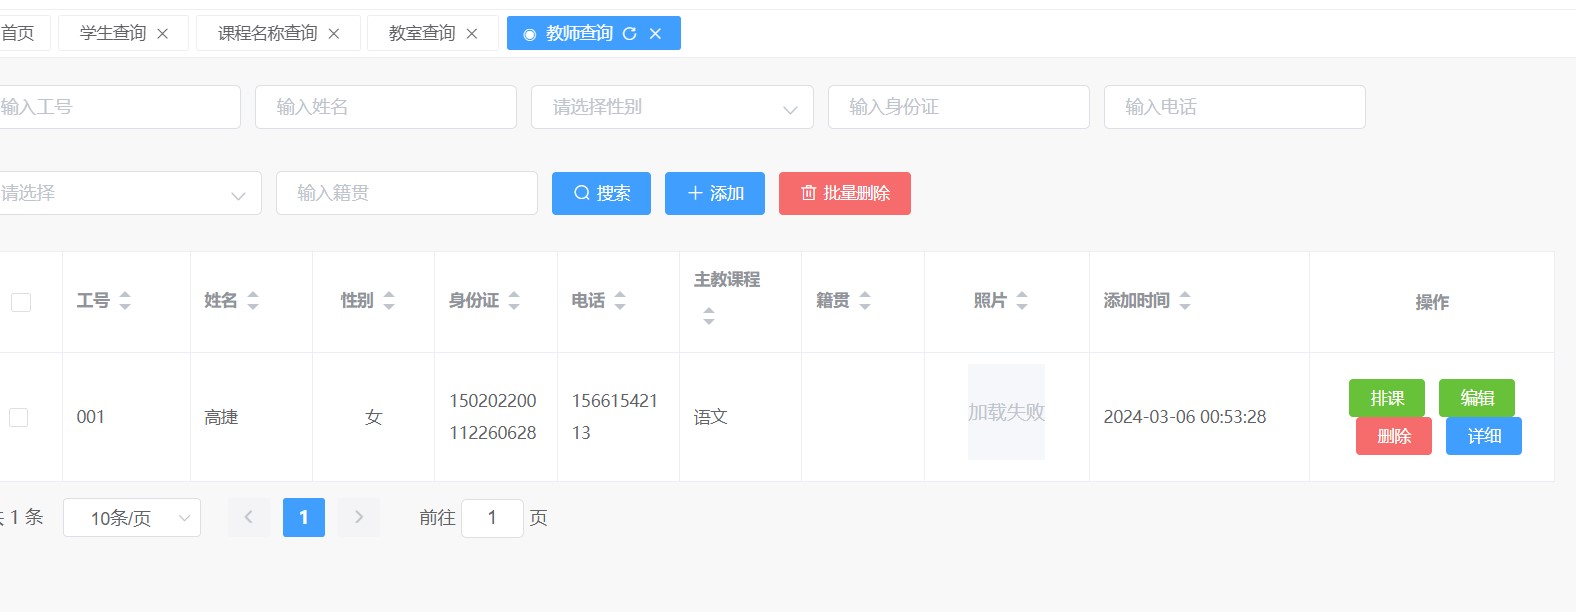 首页 学生查询 课程名称查询 教室查询 教师查询
输入工号 输入姓名 请选择性别 输入身份证 输入电话
请选择 输入籍贯 搜索 添加 批量删除
工号 姓名 性别 身份证 电话 主教课程 籍贯 照片 添加时间 操作
001 高捷 女 150202200 156615421 语文 加载失败 2024-03-06 00:53:28 排课 编辑
112260628 13 删除 详细
1 条 10条/页 1 前往 1 页